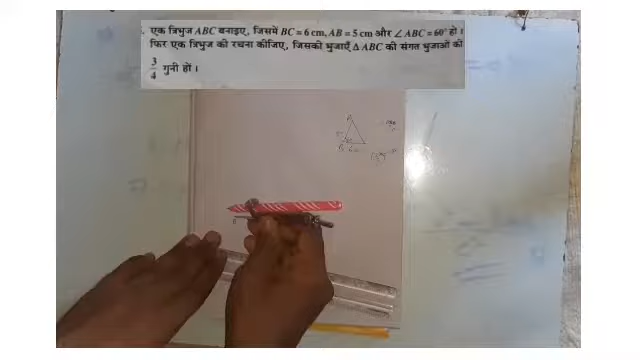 एक त्रिभुज ABC बनाइए, जिसमें BC = 6 cm, AB = 5 cm और ∠ ABC = 60° हो।
फिर एक त्रिभुज की रचना कीजिए, जिसकी भुजाएँ Δ ABC की संगत भुजाओं की
3/4 गुनी हों।
B